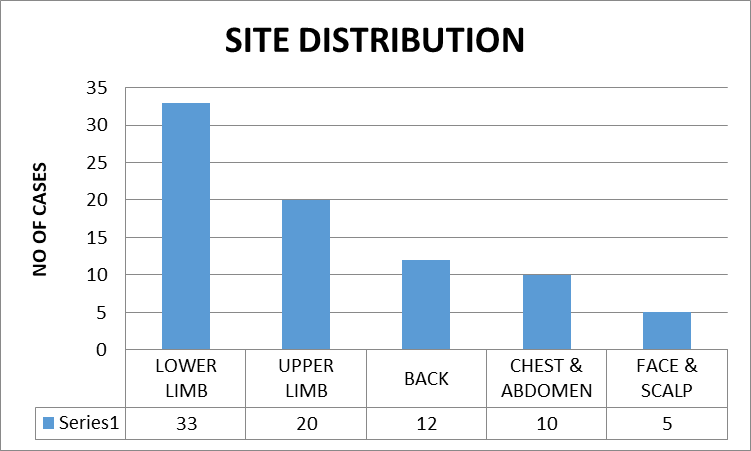 SITE DISTRIBUTION
NO OF CASES
35
30
25
20
15
10
5
0
LOWER LIMB
UPPER LIMB
BACK
CHEST & ABDOMEN
FACE & SCALP
Series1 33 20 12 10 5